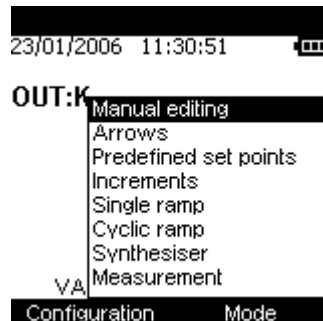 23/01/2006 11:30:51
OUT:K
Manual editing
Arrows
Predefined set points
Increments
Single ramp
Cyclic ramp
Synthesiser
Measurement
VA
Configuration Mode